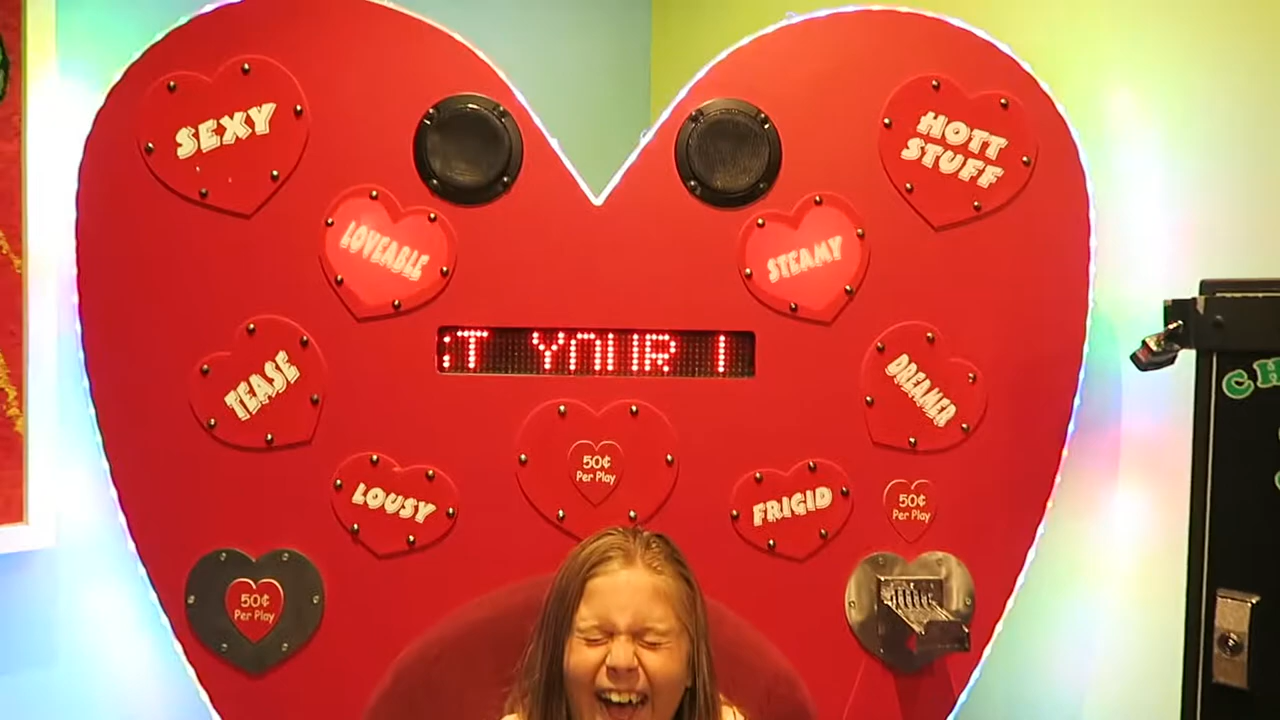 SEXY
HOTT
STUFF
LOVEABLE
STEAMY
T YOUR
TEASE
DREAMER
50¢
Per Play
LOUSY
FRIGID
50¢
Per Play
50¢
Per Play
CH